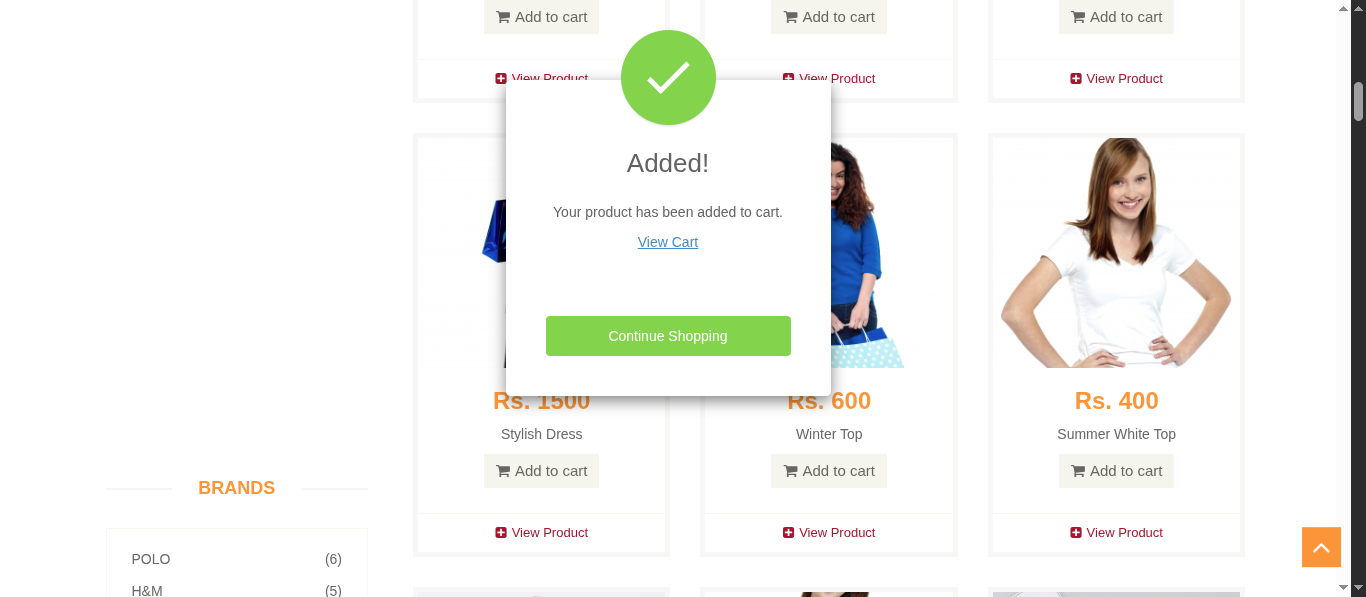 Add to cart
Add to cart
Add to cart
View Product
View Product
View Product
Added!
Your product has been added to cart.
View Cart
Continue Shopping
Rs. 1500
Rs. 600
Rs. 400
Stylish Dress
Winter Top
Summer White Top
Add to cart
Add to cart
Add to cart
BRANDS
View Product
View Product
View Product
POLO (6)
H&M (5)